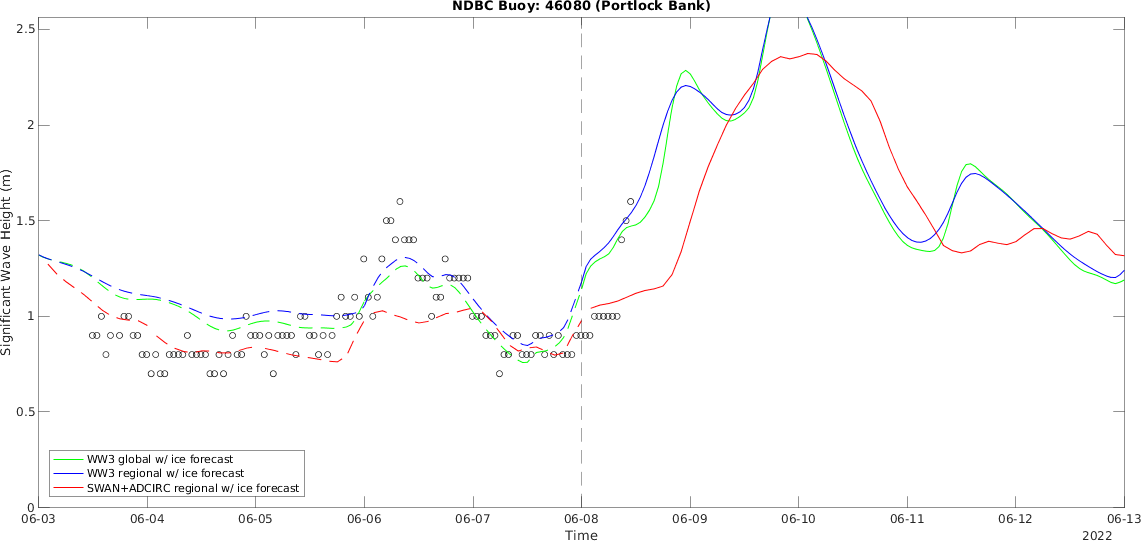 NDBC Buoy: 46080 (Portlock Bank)
2.5
2
1.5
1
0.5
0
Significant Wave Height (m)
WW3 global w/ ice forecast
WW3 regional w/ ice forecast
SWAN+ADCIRC regional w/ ice forecast
06-03 06-04 06-05 06-06 06-07 06-08 06-09 06-10 06-11 06-12 06-13
Time
2022